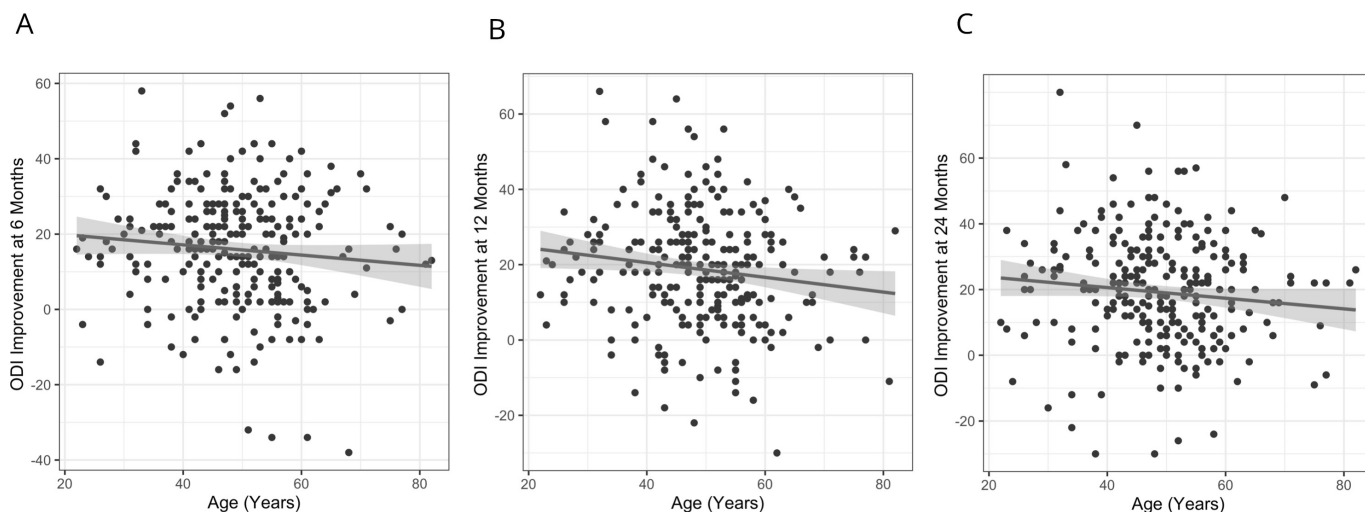 A
60
40
20
0
-20
-40
20 40 60 80
Age (Years)
ODI Improvement at 6 Months
B
60
40
20
0
-20
20 40 60 80
Age (Years)
ODI Improvement at 12 Months
C
60
40
20
0
-20
20 40 60 80
Age (Years)
ODI Improvement at 24 Months